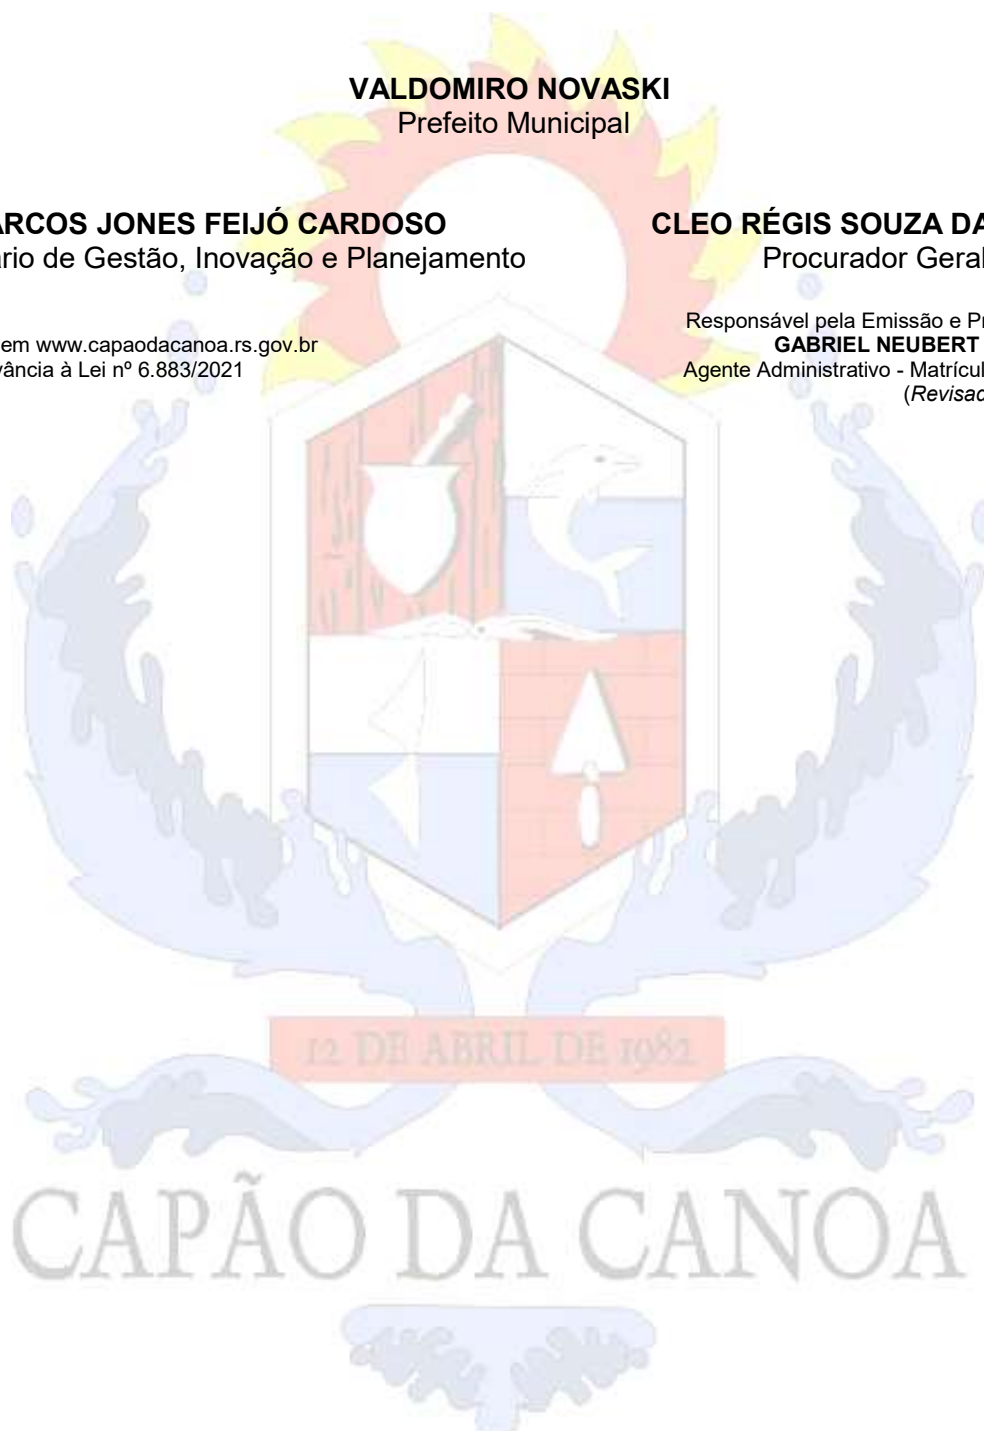 VALDOMIRO NOVASKI
Prefeito Municipal
ARCOS JONES FEIJÓ CARDOSO
ário de Gestão, Inovação e Planejamento
em www.capaodacanoa.rs.gov.br
vância à Lei nº 6.883/2021
CLEO RÉGIS SOUZA DA
Procurador Geral
Responsável pela Emissão e Pr
GABRIEL NEUBERT
Agente Administrativo - Matrícul
(Revisad
12 DE ABRIL DE 1982
CAPÃO DA CANOA